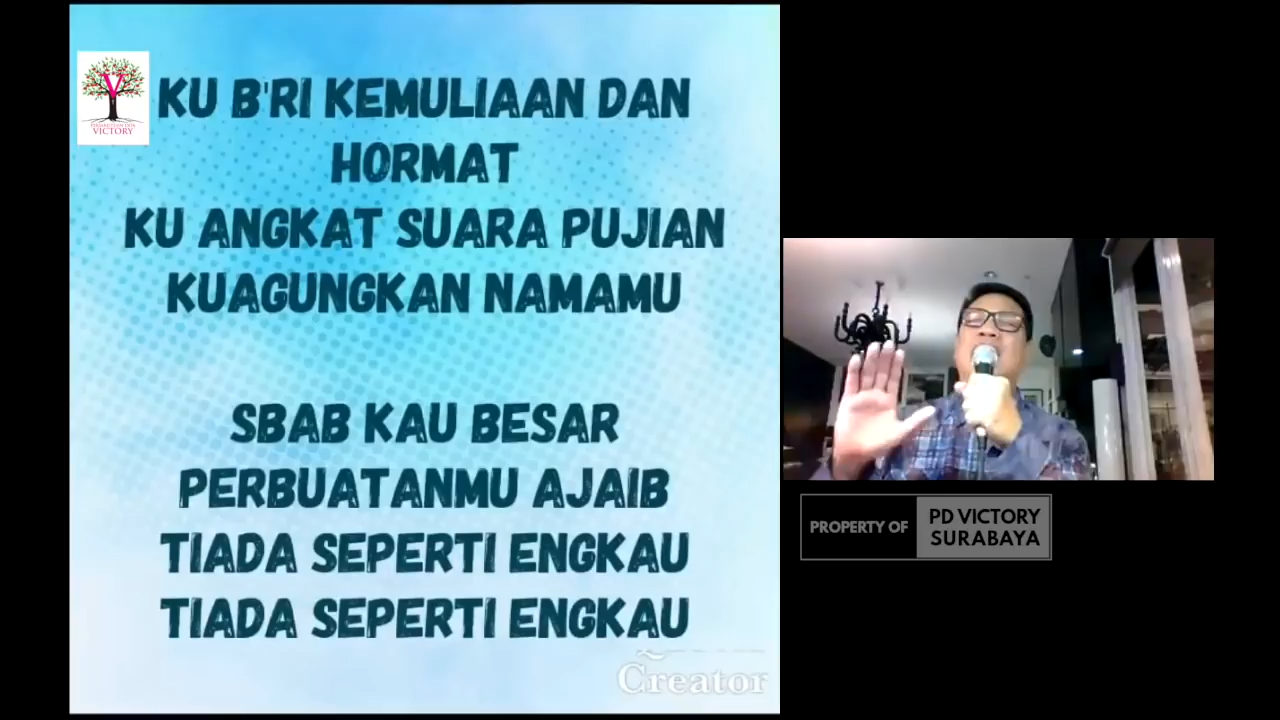 KU B'RI KEMULIAAN DAN
HORMAT
KU ANGKAT SUARA PUJIAN
KUAGUNGKAN NAMAMU
SBAB KAU BESAR
PERBUATANMU AJAIB
TIADA SEPERTI ENGKAU
TIADA SEPERTI ENGKAU
Creator
VICTORY
PROPERTY OF
PD VICTORY
SURABAYA